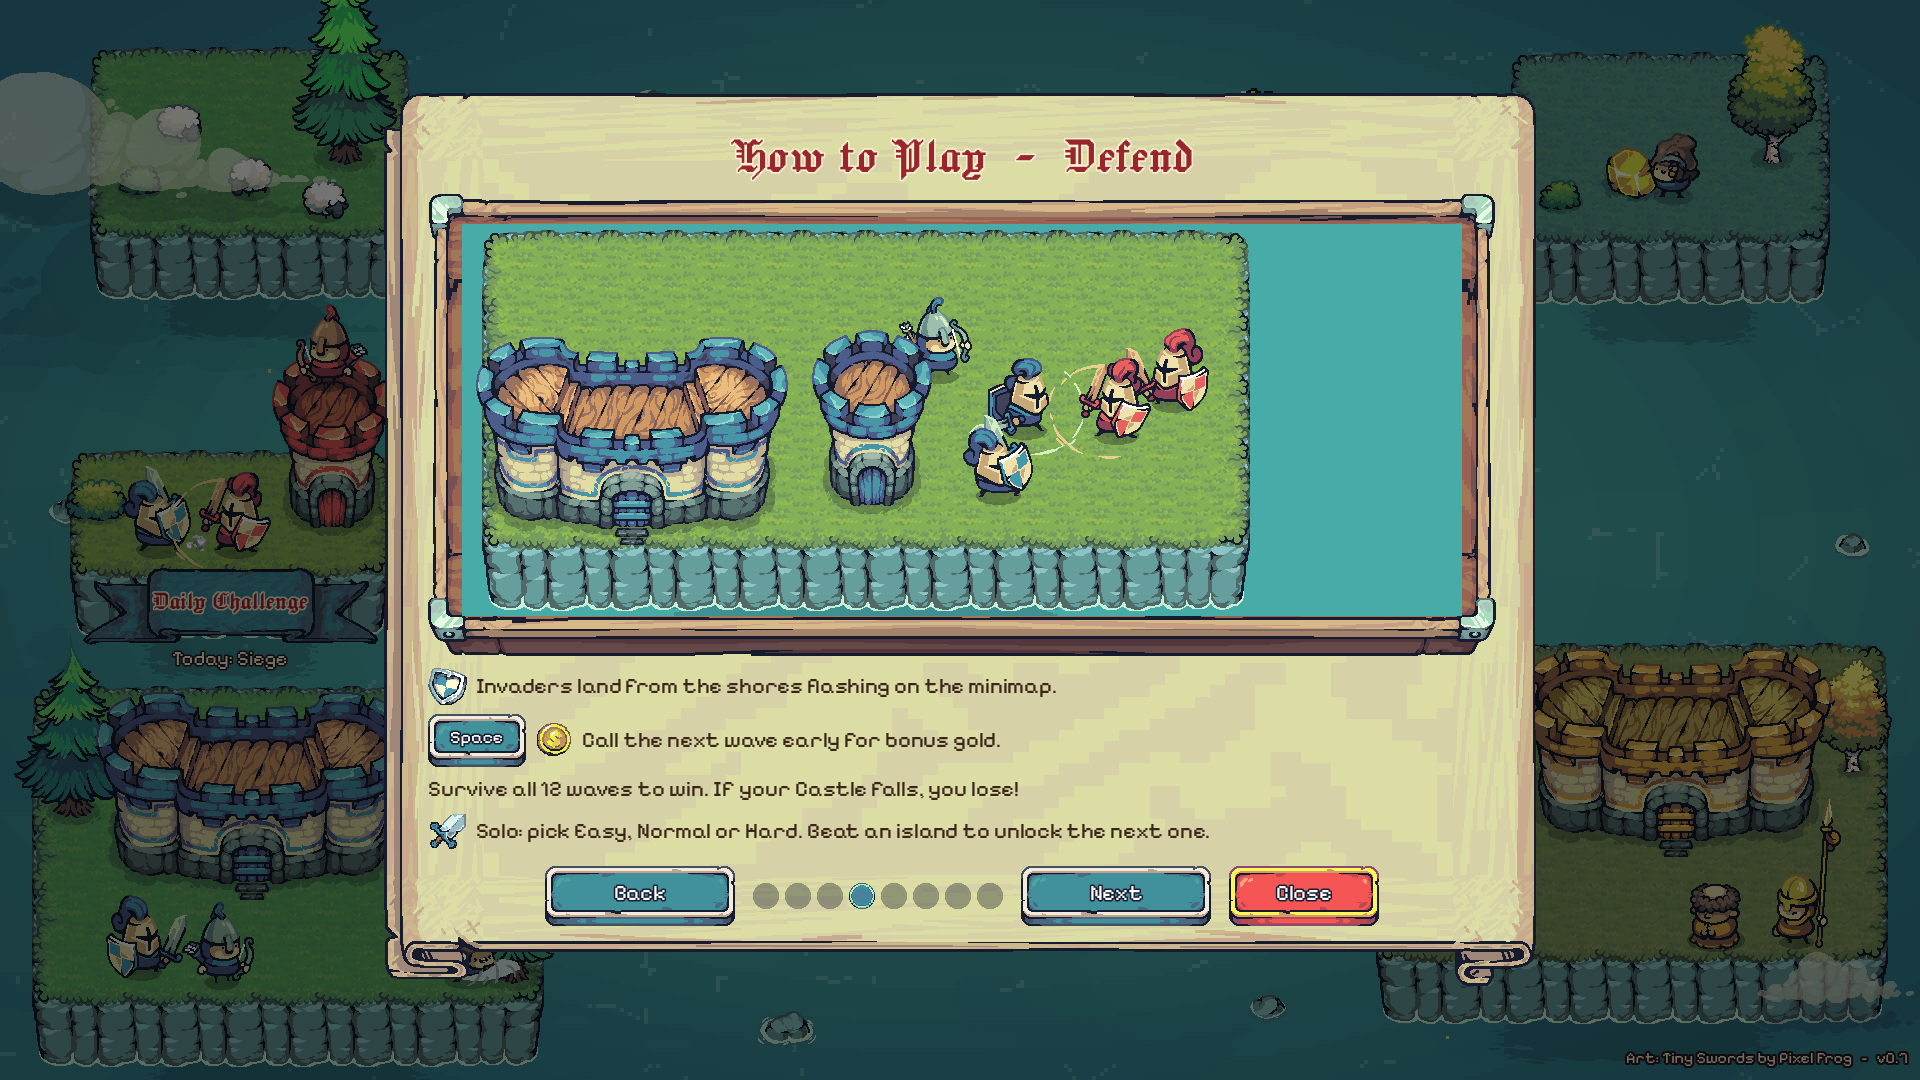 How to Play - Defend
Daily Challenge
Today: Siege
Invaders land from the shores flashing on the minimap.
Space
Call the next wave early for bonus gold.
Survive all 12 waves to win. If your Castle falls, you lose!
Solo: pick Easy, Normal or Hard. Beat an island to unlock the next one.
Back
Next
Close
Art: Tiny Swords by Pixel Frog - v0.7